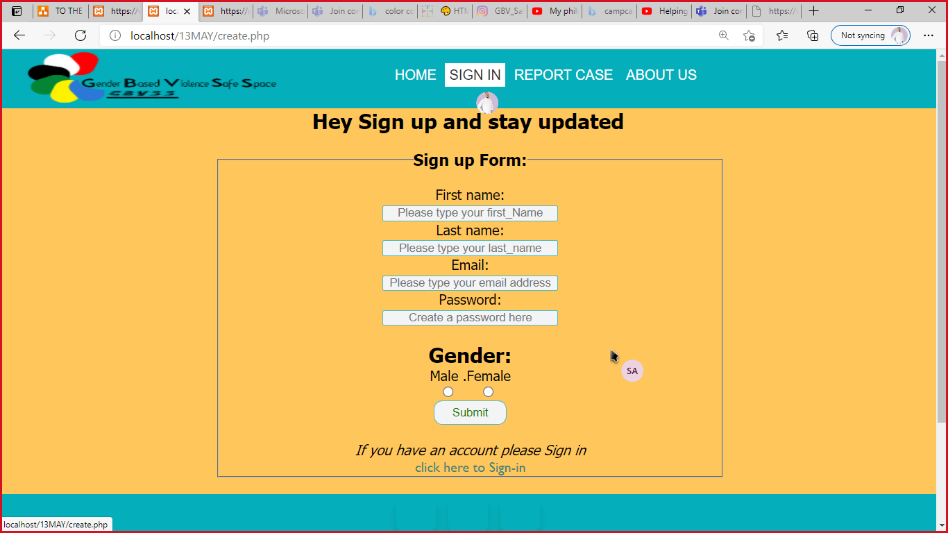 TO THE
https:/
loc
https:/
Micros
Join co
color co
HTM
GBV_Sa
My phi
campca
Helping
Join co
https:/
localhost/13MAY/create.php
Not syncing
Gender Based Violence Safe Space
GBVSS
HOME
SIGN IN
REPORT CASE
ABOUT US
Hey Sign up and stay updated
Sign up Form:
First name:
Please type your first_Name
Last name:
Please type your last_name
Email:
Please type your email address
Password:
Create a password here
Gender:
Male .Female
SA
Submit
If you have an account please Sign in
click here to Sign-in
localhost/13MAY/create.php